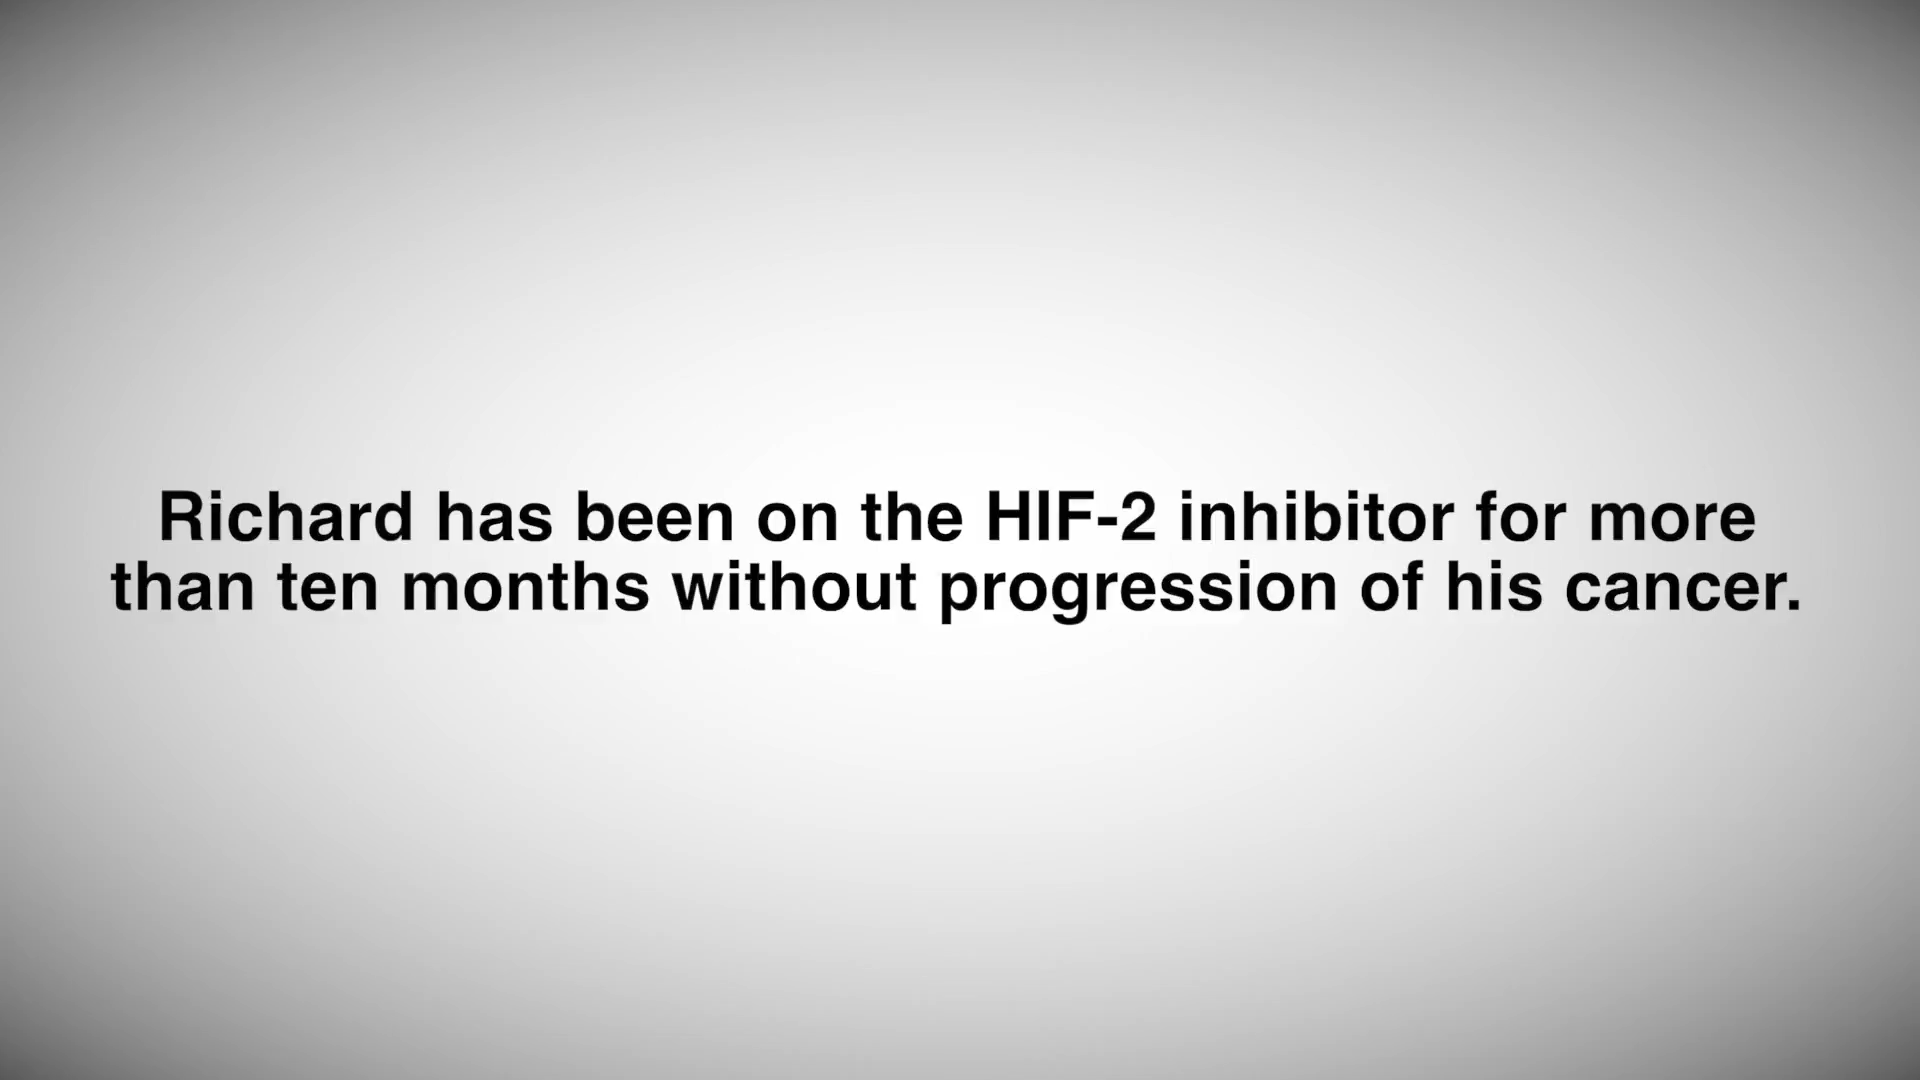 Richard has been on the HIF-2 inhibitor for more
than ten months without progression of his cancer.